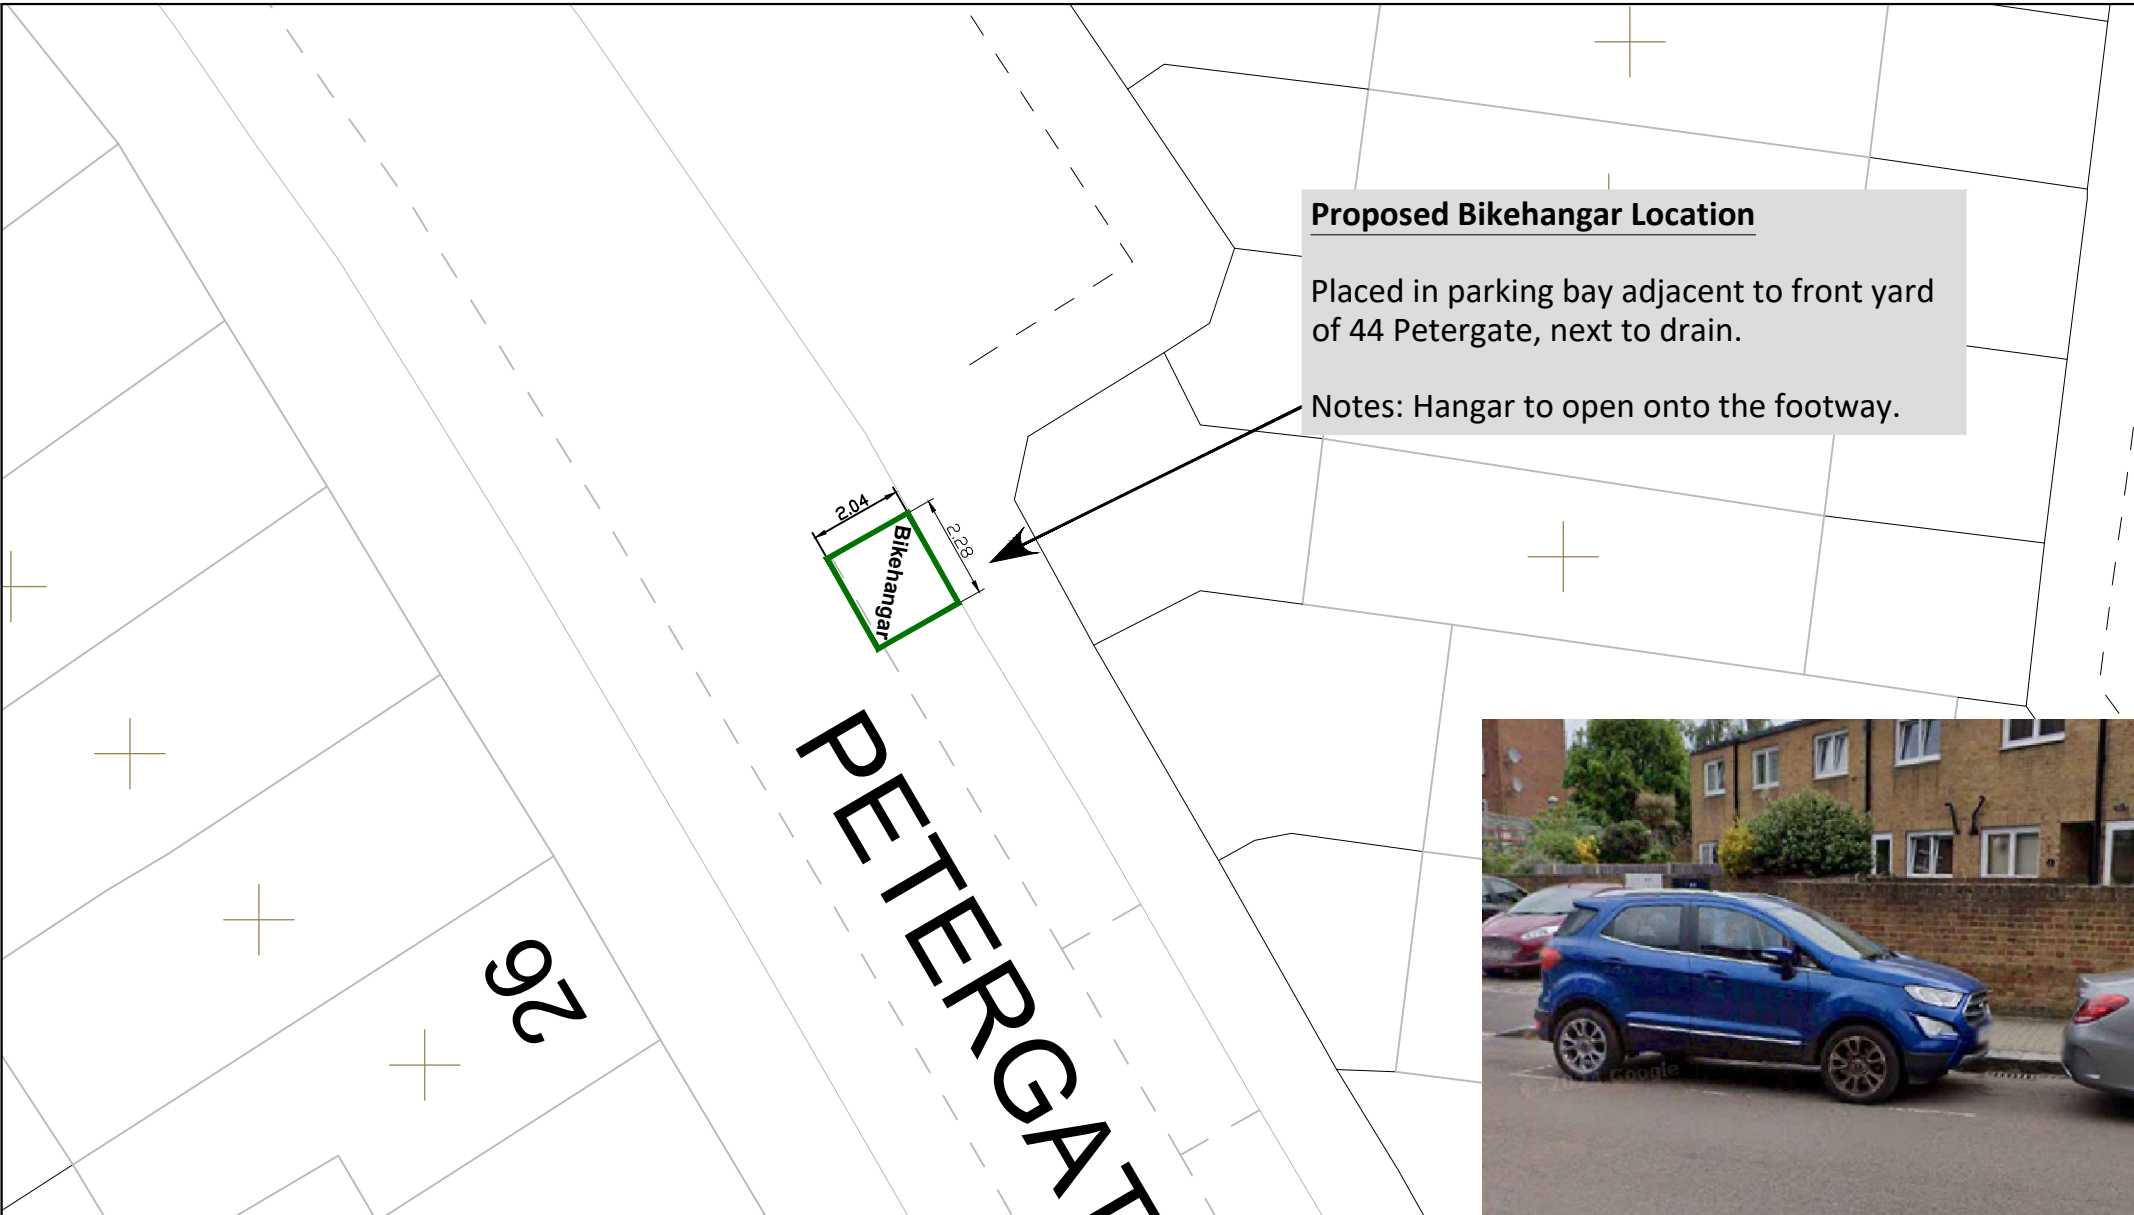 Proposed Bikehangar Location
Placed in parking bay adjacent to front yard
of 44 Petergate, next to drain.
Notes: Hangar to open onto the footway.
2.04
2.28
Bikehangar
PETERGAT
26
Google